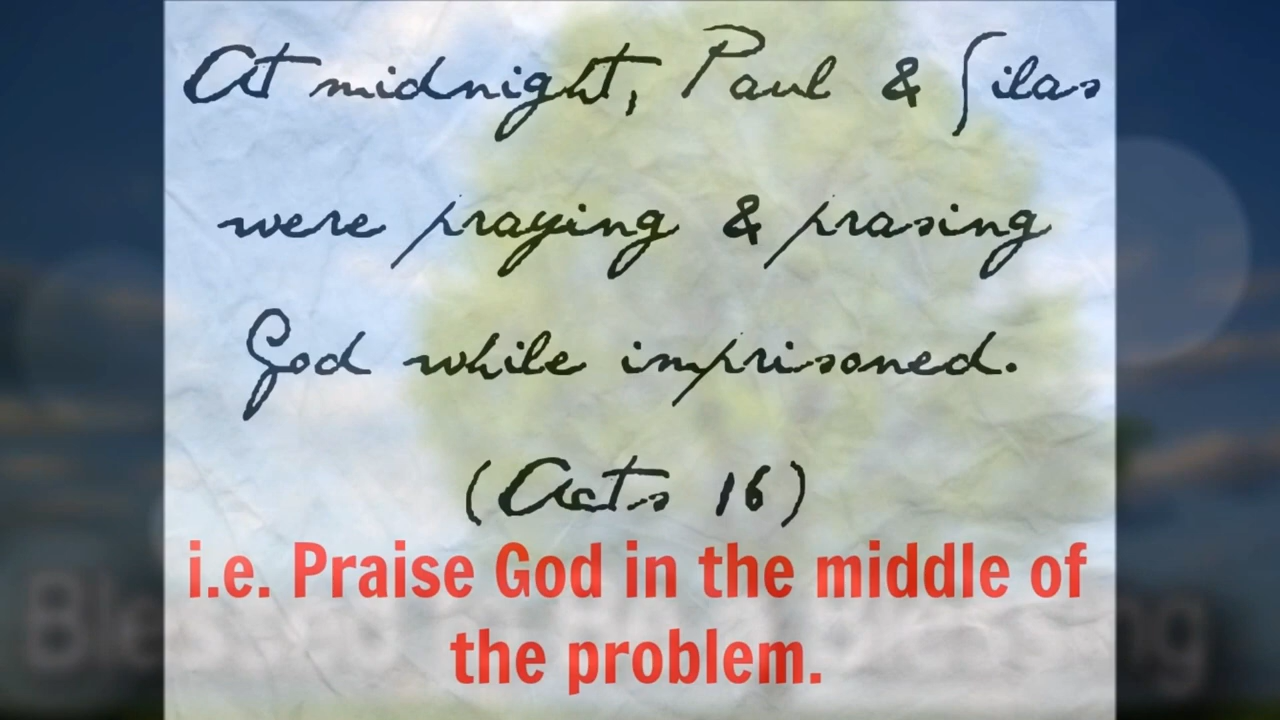 At midnight, Paul & Silas
were praying & prasing
God while imprisoned.
(Acts 16)
i.e. Praise God in the middle of
the problem.